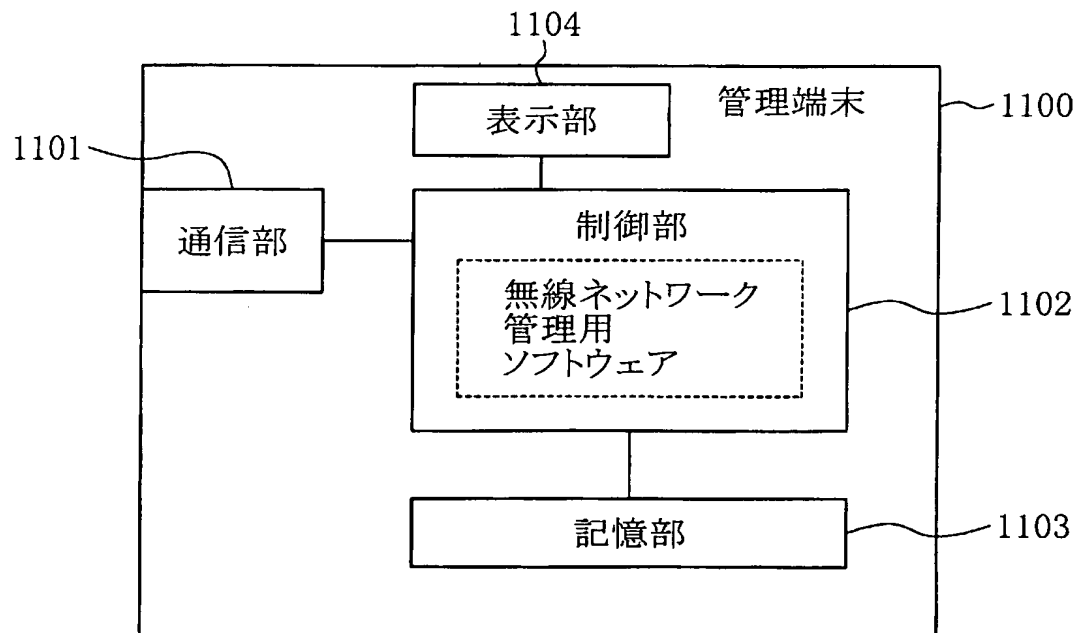 1104
管理端末
1100
表示部
1101
通信部
制御部
無線ネットワーク
管理用
ソフトウェア
1102
記憶部
1103